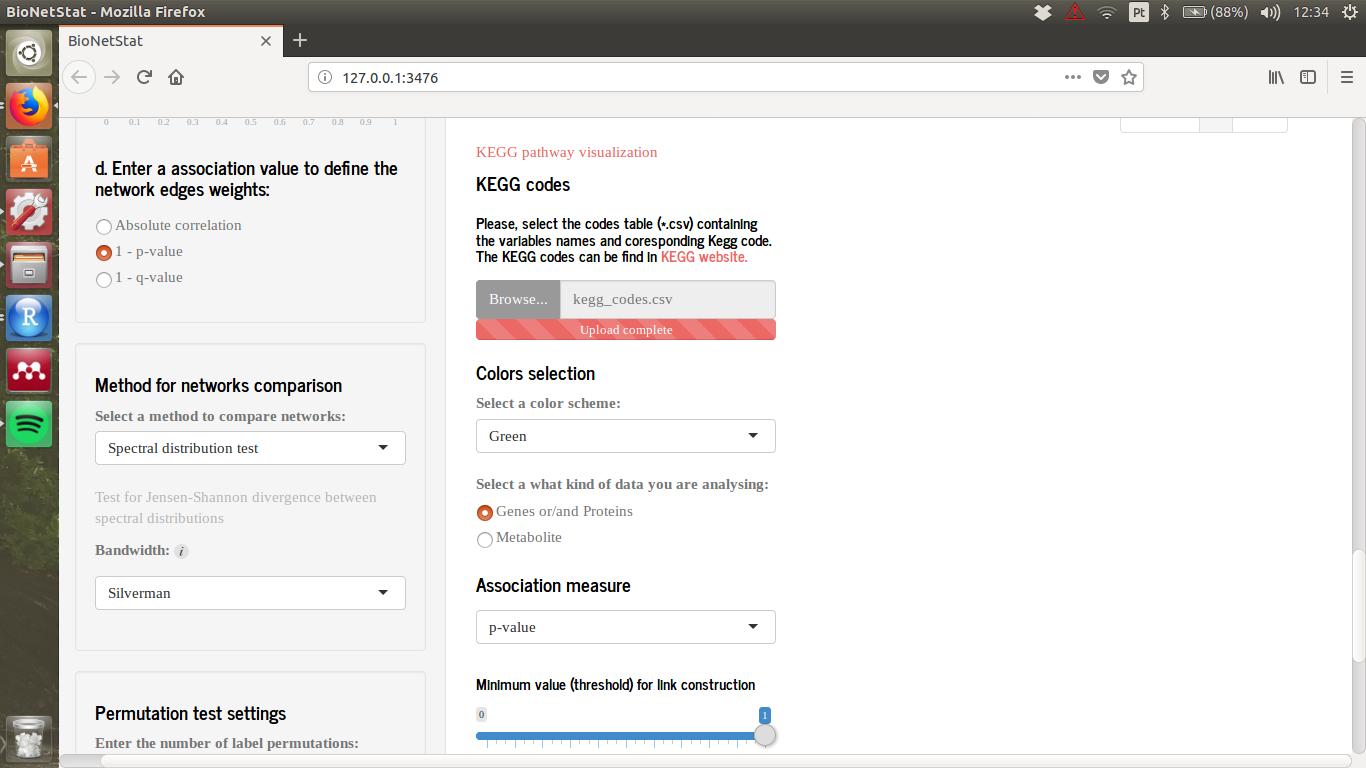 BioNetStat - Mozilla Firefox
Pt
(88%)
12:34
BioNetStat
127.0.0.1:3476
0 0.1 0.2 0.3 0.4 0.5 0.6 0.7 0.8 0.9 1
d. Enter a association value to define the
network edges weights:
Absolute correlation
1 - p-value
1 - q-value
Method for networks comparison
Select a method to compare networks:
Spectral distribution test
Test for Jensen-Shannon divergence between
spectral distributions
Bandwidth: i
Silverman
Permutation test settings
Enter the number of label permutations:
KEGG pathway visualization
KEGG codes
Please, select the codes table (*.csv) containing
the variables names and coresponding Kegg code.
The KEGG codes can be find in KEGG website.
Browse... kegg_codes.csv
Upload complete
Colors selection
Select a color scheme:
Green
Select a what kind of data you are analysing:
Genes or/and Proteins
Metabolite
Association measure
p-value
Minimum value (threshold) for link construction
0 1
R